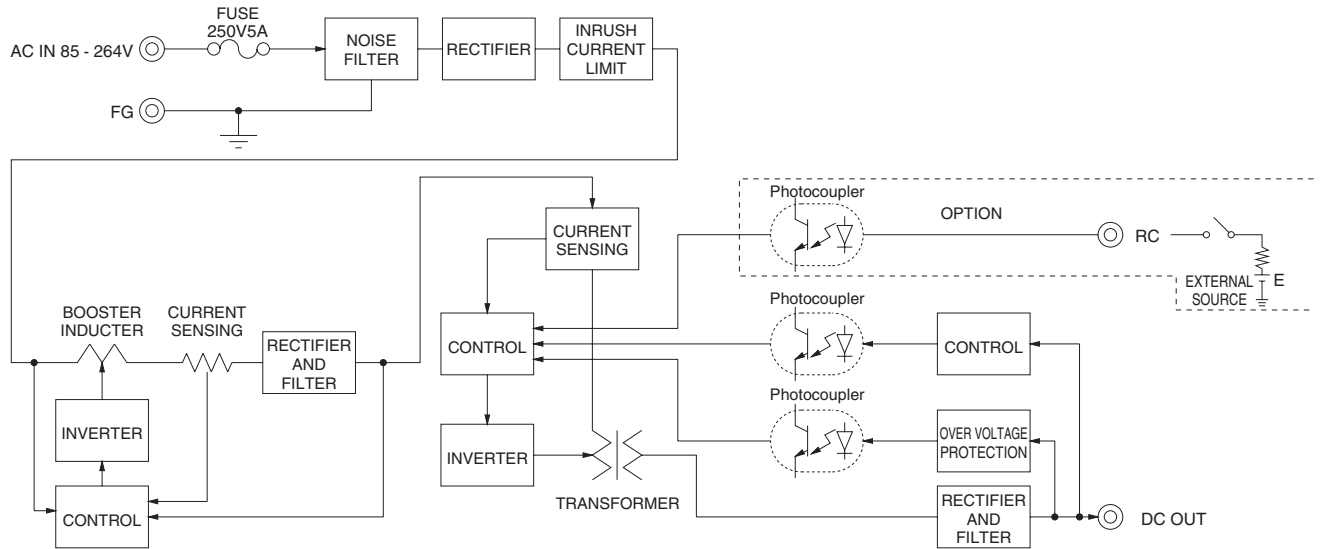 FUSE
250V5A
AC IN 85 - 264V
NOISE
FILTER
RECTIFIER
INRUSH
CURRENT
LIMIT
FG
Photocoupler
OPTION
RC
EXTERNAL
SOURCE
E
CURRENT
SENSING
BOOSTER
INDUCTER
CURRENT
SENSING
RECTIFIER
AND
FILTER
CONTROL
Photocoupler
CONTROL
INVERTER
Photocoupler
OVER VOLTAGE
PROTECTION
INVERTER
TRANSFORMER
CONTROL
RECTIFIER
AND
FILTER
DC OUT